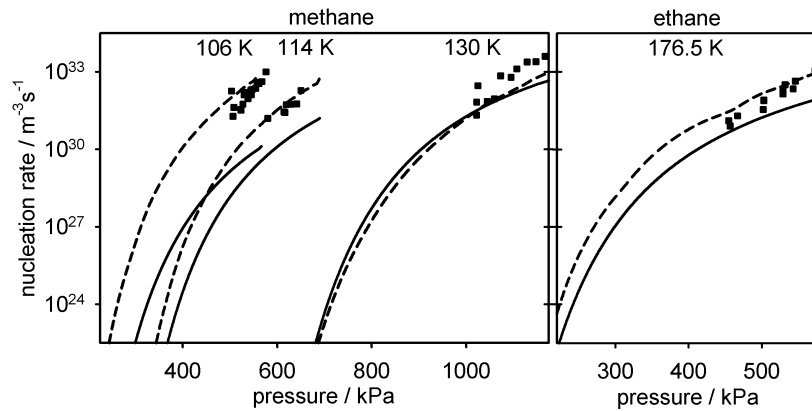 methane
ethane
106 K
114 K
130 K
176.5 K
10³³
10³⁰
10²⁷
10²⁴
nucleation rate / m⁻³s⁻¹
400
600
800
1000
300
400
500
pressure / kPa
pressure / kPa